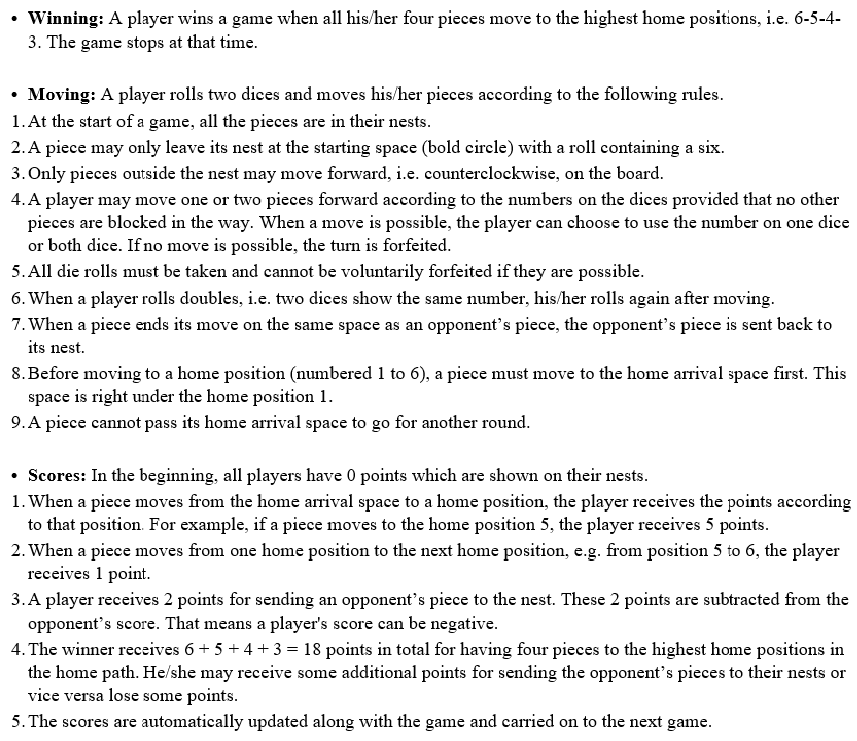 • Winning: A player wins a game when all his/her four pieces move to the highest home positions, i.e. 6-5-4-
3. The game stops at that time.
• Moving: A player rolls two dices and moves his/her pieces according to the following rules.
1. At the start of a game, all the pieces are in their nests.
2. A piece may only leave its nest at the starting space (bold circle) with a roll containing a six.
3. Only pieces outside the nest may move forward, i.e. counterclockwise, on the board.
4. A player may move one or two pieces forward according to the numbers on the dices provided that no other
pieces are blocked in the way. When a move is possible, the player can choose to use the number on one dice
or both dice. If no move is possible, the turn is forfeited.
5. All die rolls must be taken and cannot be voluntarily forfeited if they are possible.
6. When a player rolls doubles, i.e. two dices show the same number, his/her rolls again after moving.
7. When a piece ends its move on the same space as an opponent's piece, the opponent's piece is sent back to
its nest.
8. Before moving to a home position (numbered 1 to 6), a piece must move to the home arrival space first. This
space is right under the home position 1.
9. A piece cannot pass its home arrival space to go for another round.
• Scores: In the beginning, all players have 0 points which are shown on their nests.
1. When a piece moves from the home arrival space to a home position, the player receives the points according
to that position. For example, if a piece moves to the home position 5, the player receives 5 points.
2. When a piece moves from one home position to the next home position, e.g. from position 5 to 6, the player
receives 1 point.
3. A player receives 2 points for sending an opponent's piece to the nest. These 2 points are subtracted from the
opponent's score. That means a player's score can be negative.
4. The winner receives 6 + 5 + 4 + 3 = 18 points in total for having four pieces to the highest home positions in
the home path. He/she may receive some additional points for sending the opponent's pieces to their nests or
vice versa lose some points.
5. The scores are automatically updated along with the game and carried on to the next game.